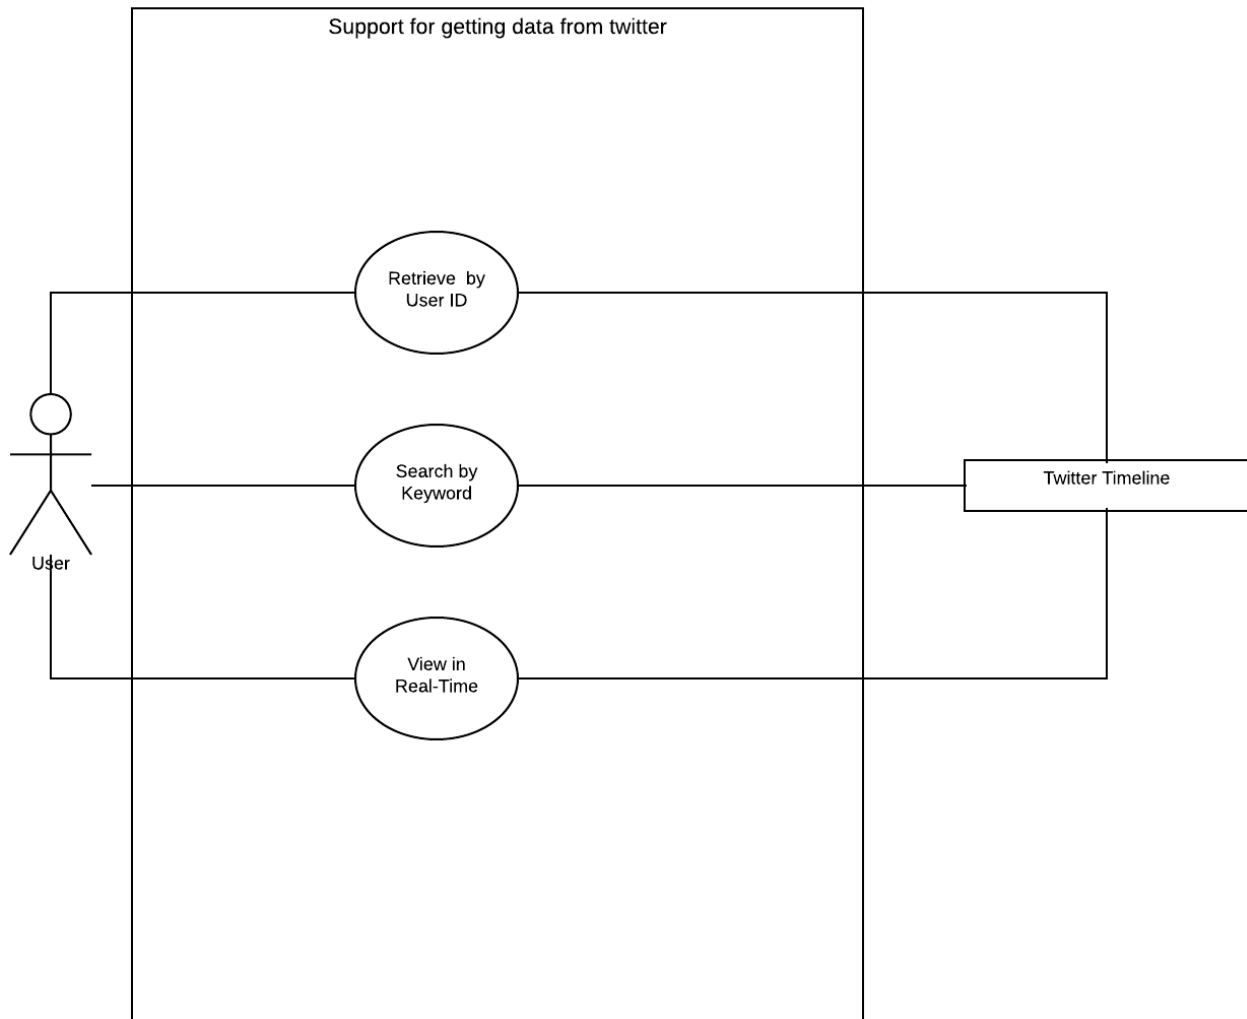 Support for getting data from twitter
Retrieve  by
User ID
Search by
Keyword
Twitter Timeline
User
View in
Real-Time